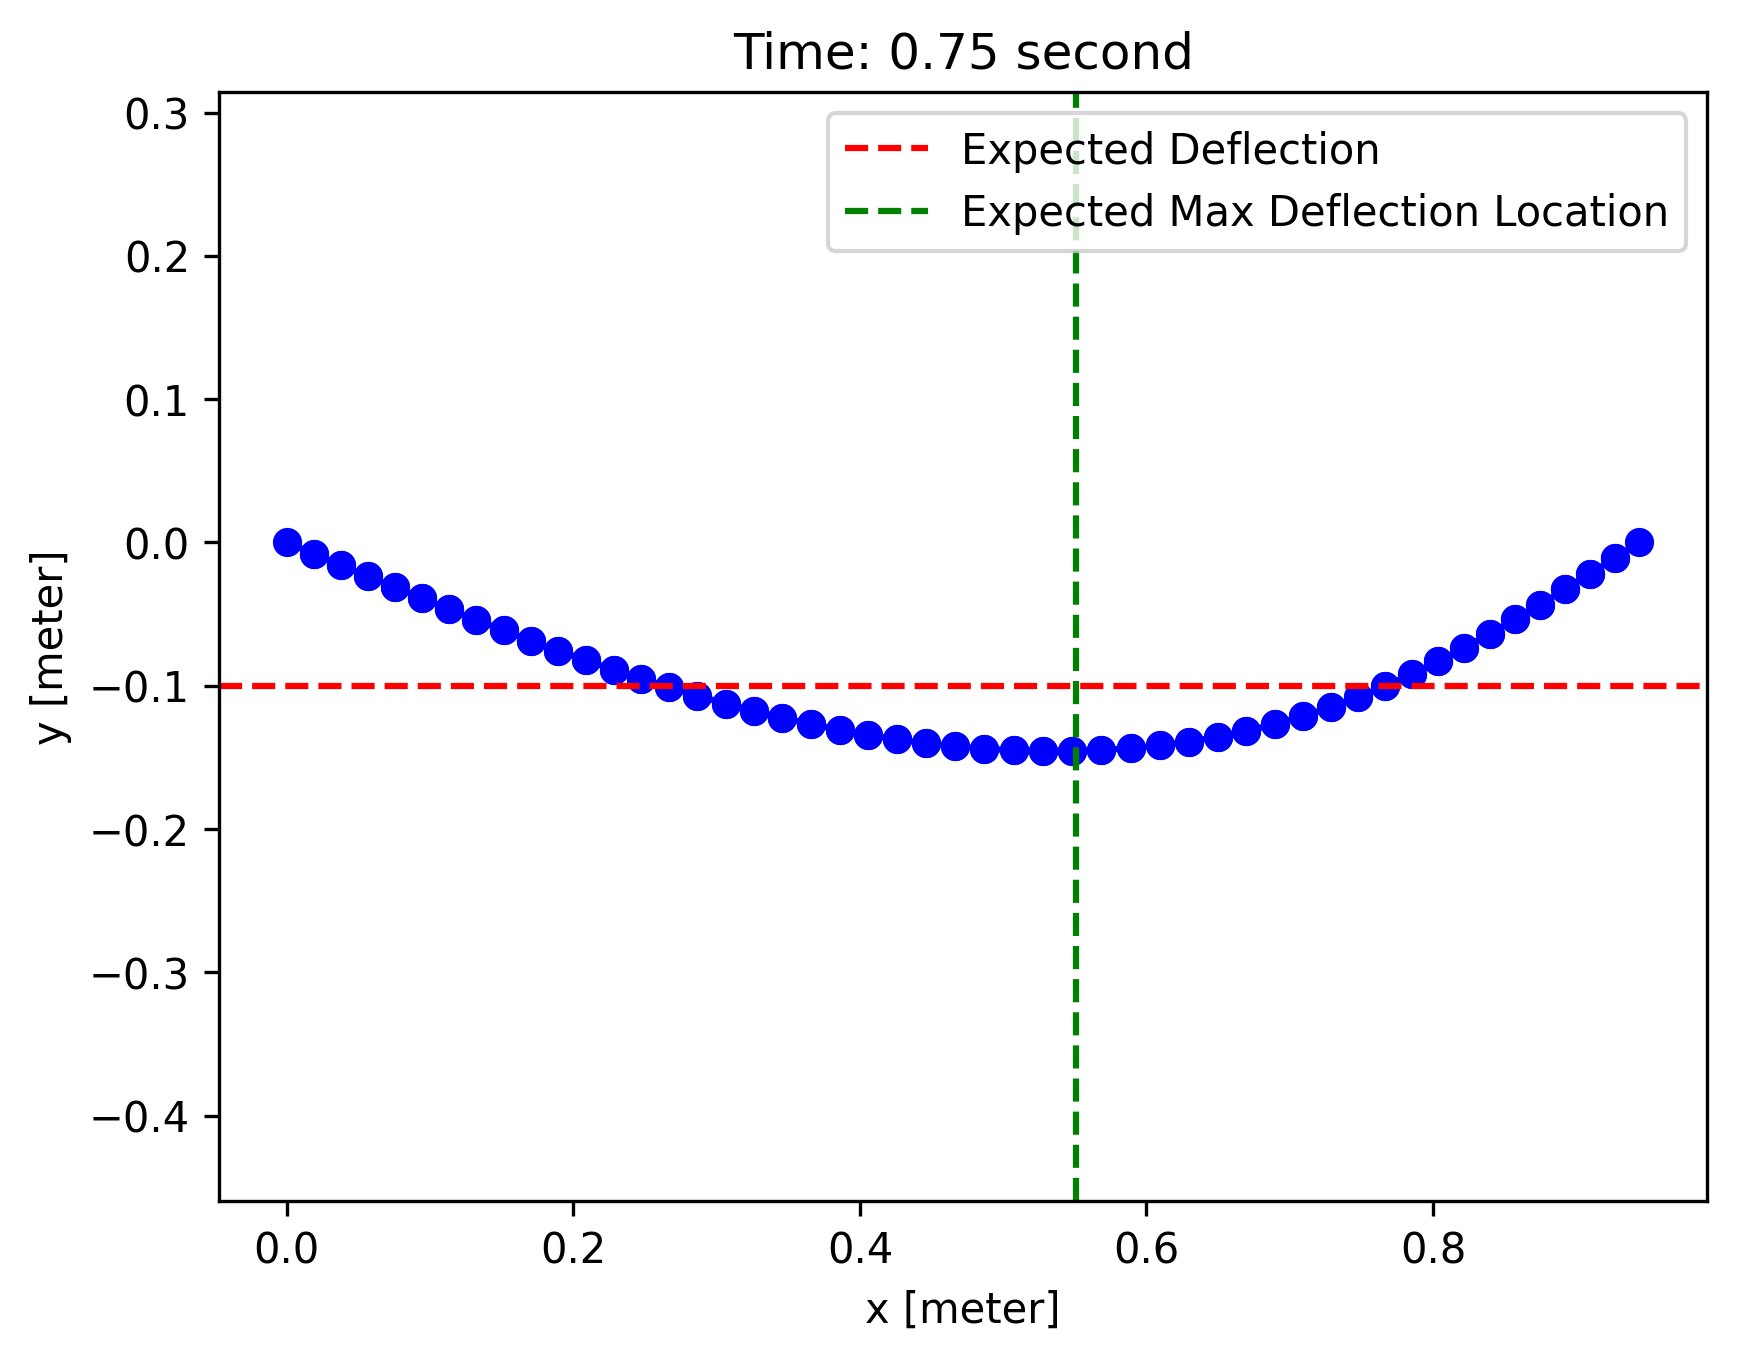 Time: 0.75 second
Expected Deflection
Expected Max Deflection Location
0.3
0.2
0.1
0.0
−0.1
−0.2
−0.3
−0.4
y [meter]
0.0 0.2 0.4 0.6 0.8
x [meter]